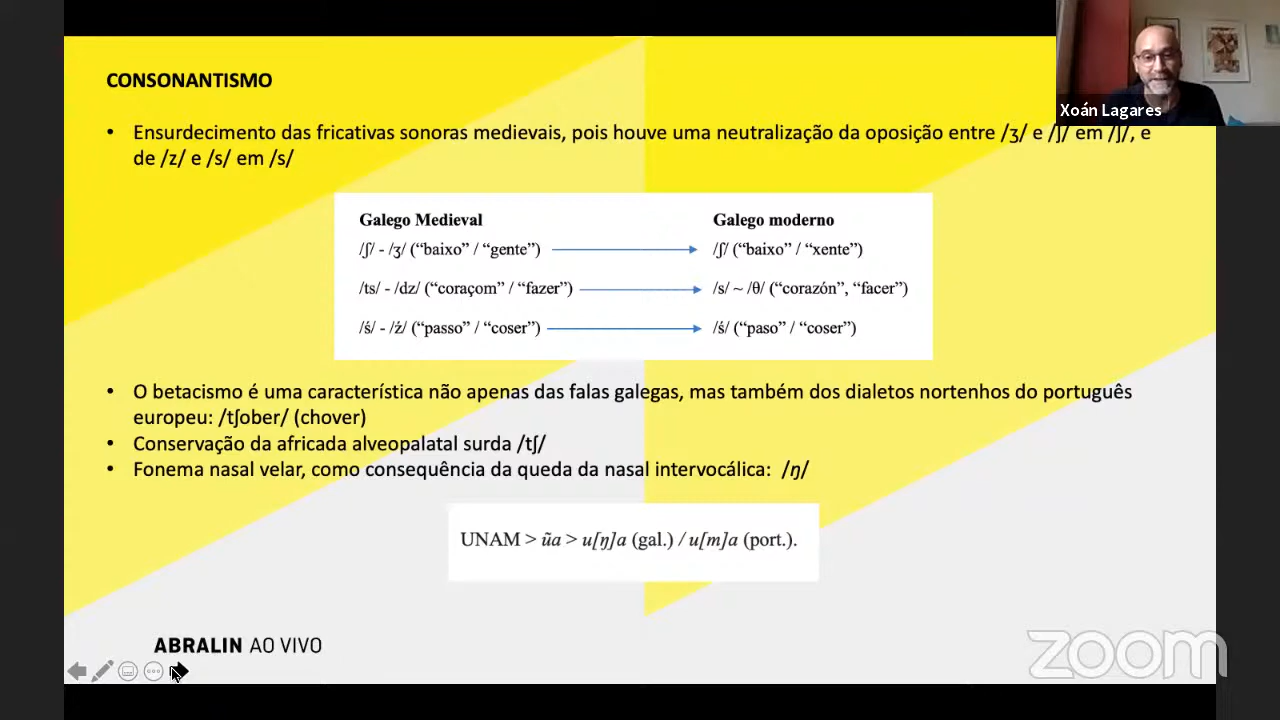 CONSONANTISMO
Xoán Lagares
• Ensurdecimento das fricativas sonoras medievais, pois houve uma neutralização da oposição entre /ʒ/ e /ʃ/ em /ʃ/, e
de /z/ e /s/ em /s/
Galego Medieval Galego moderno
/ʃ/ - /ʒ/ (“baixo” / “gente”) /ʃ/ (“baixo” / “xente”)
/ts/ - /dz/ (“coraçom” / “fazer”) /s/ ~ /θ/ (“corazón”, “facer”)
/ś/ - /ź/ (“passo” / “coser”) /ś/ (“paso” / “coser”)
• O betacismo é uma característica não apenas das falas galegas, mas também dos dialetos nortenhos do português
europeu: /tʃober/ (chover)
• Conservação da africada alveopalatal surda /tʃ/
• Fonema nasal velar, como consequência da queda da nasal intervocálica: /ŋ/
UNAM > ũa > u[ŋ]a (gal.) / u[m]a (port.).
ABRALIN AO VIVO
zoom